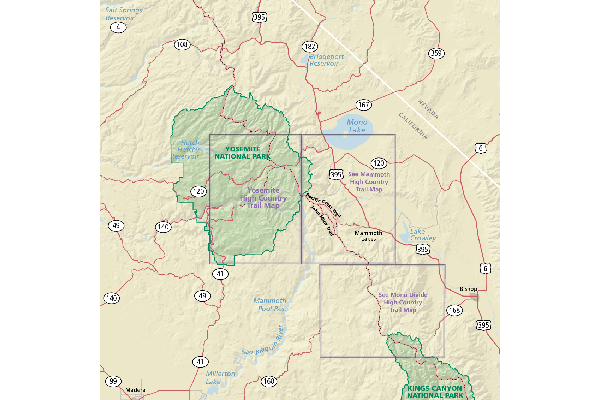 Salt Springs
Reservoir
4
395
108
182
Bridgeport
Reservoir
359
167
NEVADA
CALIFORNIA
Mono
Lake
6
Hetch
Hetchy
Reservoir
YOSEMITE
NATIONAL PARK
120
395
See Mammoth
High Country
Trail Map
120
Yosemite
High Country
Trail Map
Pacific Crest Trail
John Muir Trail
49
140
Mammoth
Lakes
Lake
Crowley
395
41
6
140
49
Mammoth
Pool Res.
See Mono Divide
High Country
Trail Map
Bishop
168
395
San Joaquin River
41
Millerton
Lake
99
Madera
168
KINGS CANYON
NATIONAL PARK